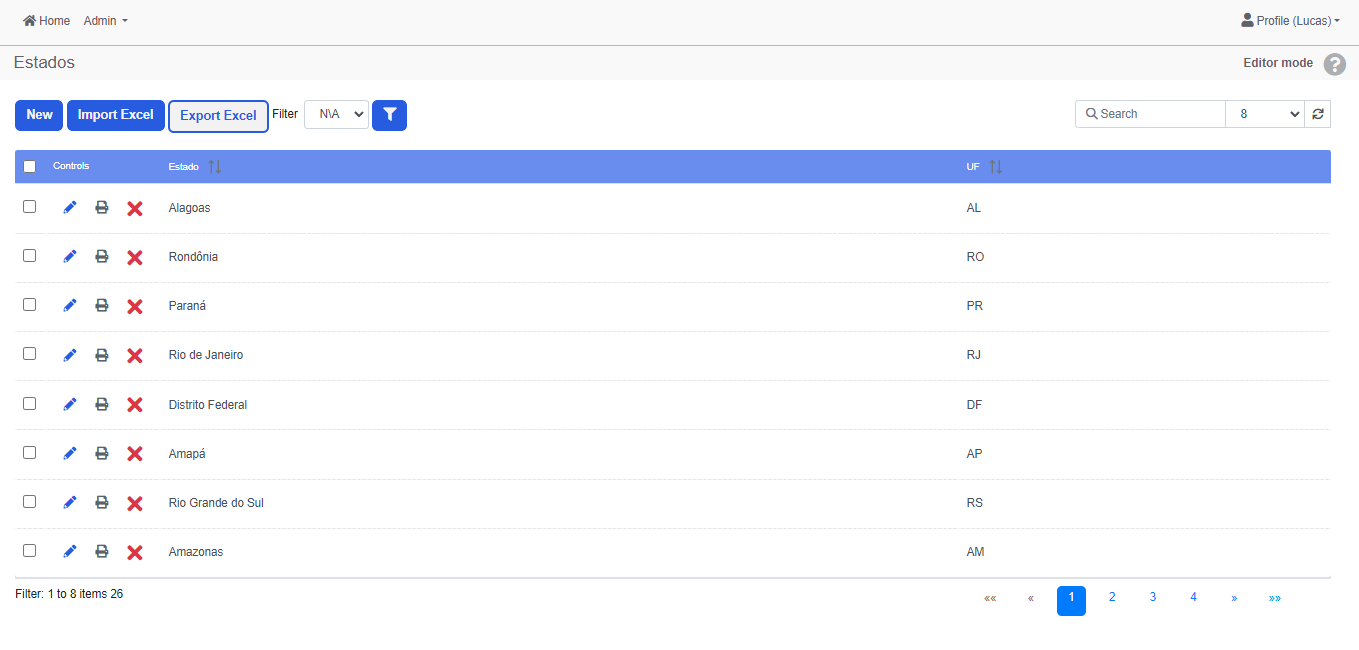 Home Admin Profile (Lucas)
Estados Editor mode ?
New Import Excel Export Excel Filter N\A Search 8
Controls Estado UF
Alagoas AL
Rondônia RO
Paraná PR
Rio de Janeiro RJ
Distrito Federal DF
Amapá AP
Rio Grande do Sul RS
Amazonas AM
Filter: 1 to 8 items 26 «« « 1 2 3 4 » »»